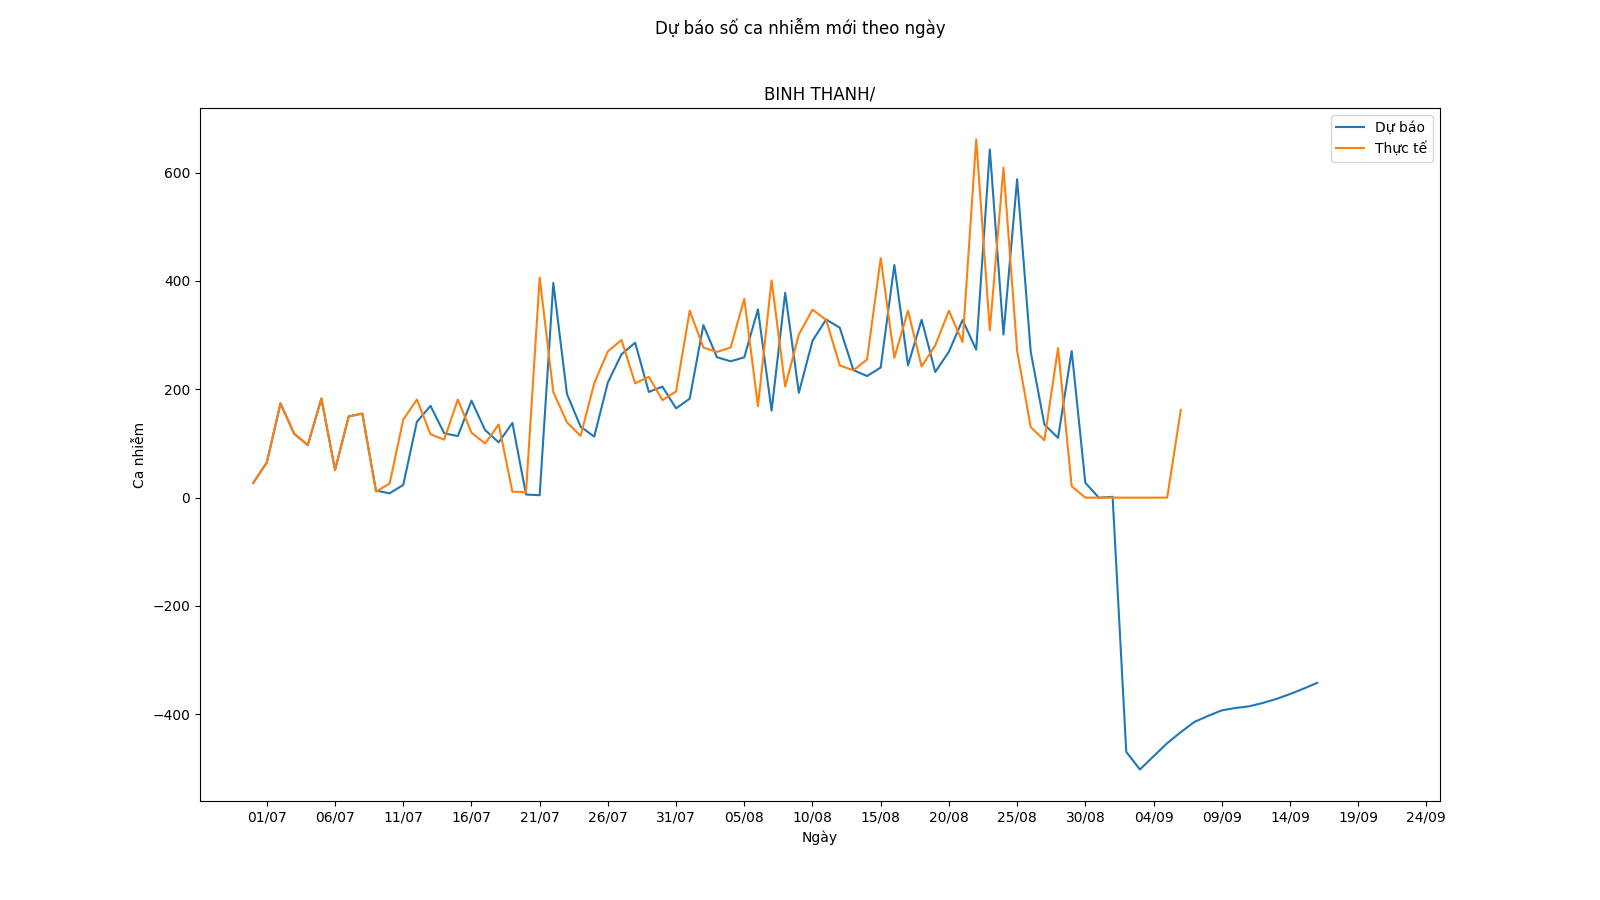 Dự báo số ca nhiễm mới theo ngày
BINH THANH/
Dự báo
Thực tế
Ca nhiễm
600
400
200
0
−200
−400
01/07 06/07 11/07 16/07 21/07 26/07 31/07 05/08 10/08 15/08 20/08 25/08 30/08 04/09 09/09 14/09 19/09 24/09
Ngày